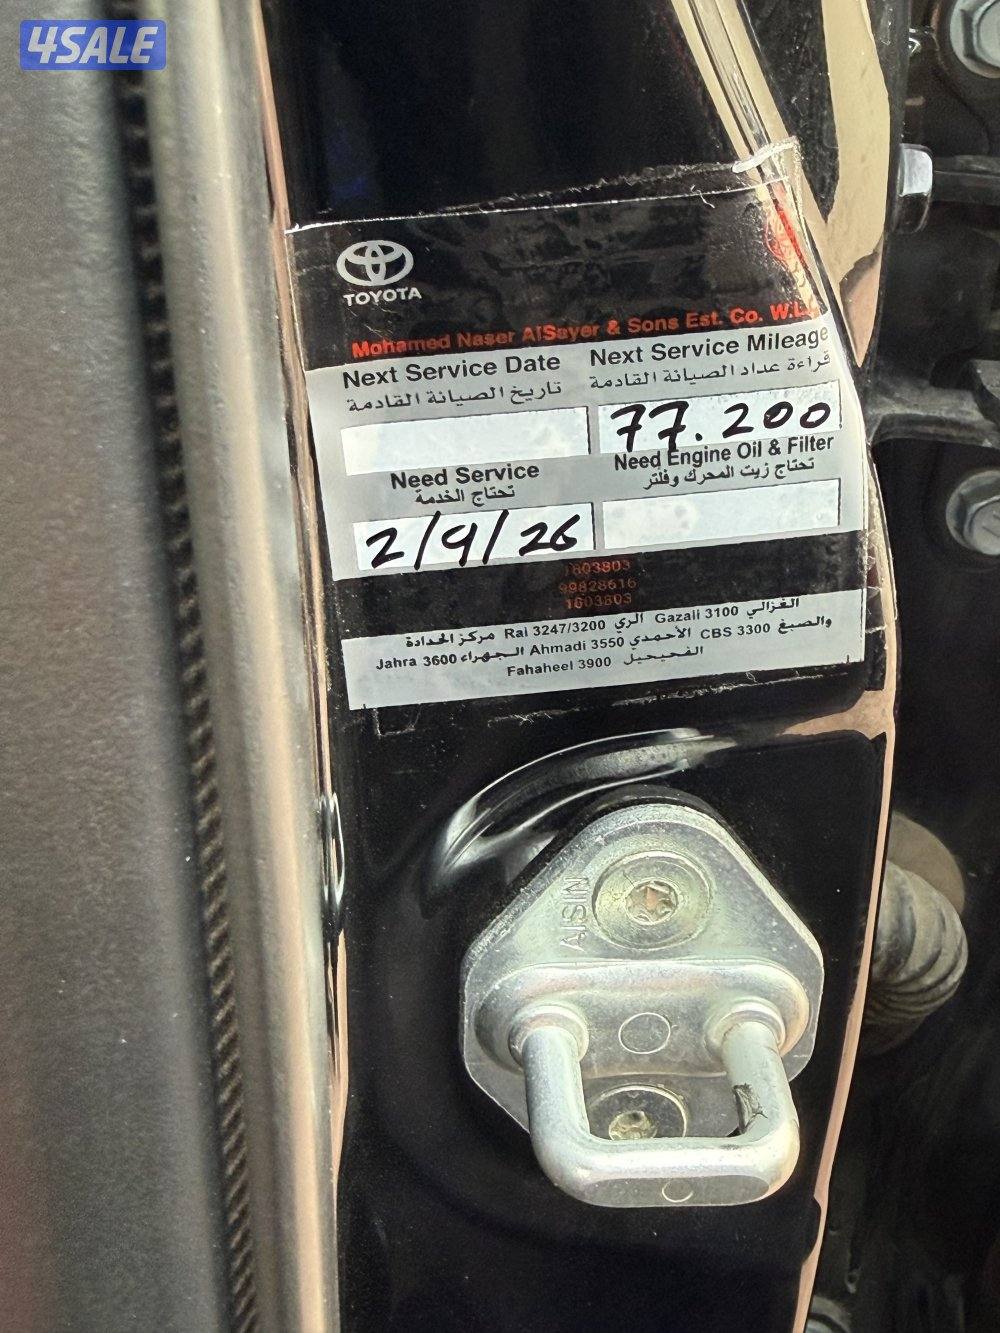 4SALE
TOYOTA
Mohamed Naser AlSayer & Sons Est. Co. W.L.
Next Service Date
تاريخ الصيانة القادمة
Next Service Mileage
قراءة عداد الصيانة القادمة
77.200
Need Service
تحتاج الخدمة
2/9/26
Need Engine Oil & Filter
تحتاج زيت المحرك وفلتر
1803803
99828616
1803803
مركز الحدادة Rai 3247/3200 الري Gazali 3100 الغزالي
Jahra 3600 الجهراء Ahmadi 3550 الأحمدي CBS 3300 والصبغ
Fahaheel 3900 الفحيحيل
AISIN